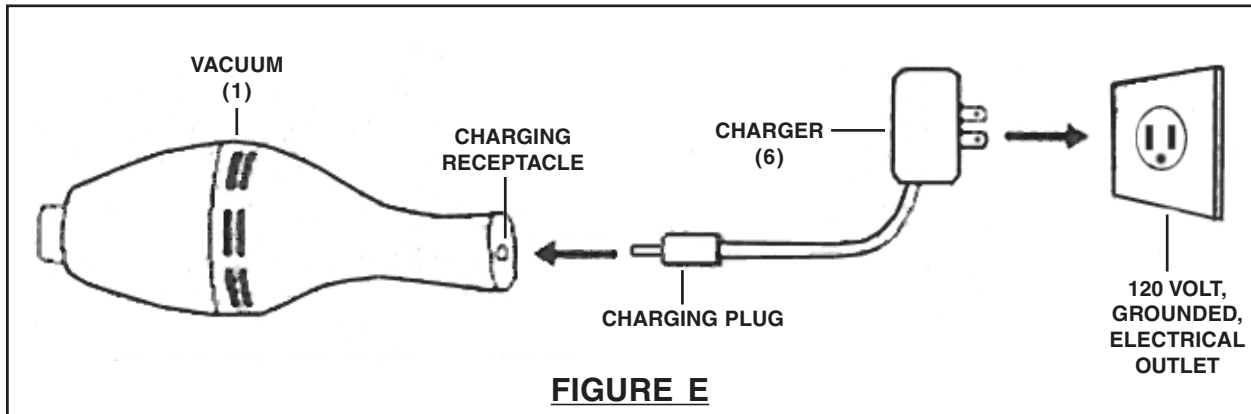 VACUUM
(1)
CHARGING
RECEPTACLE
CHARGER
(6)
CHARGING PLUG
120 VOLT,
GROUNDED,
ELECTRICAL
OUTLET
FIGURE E